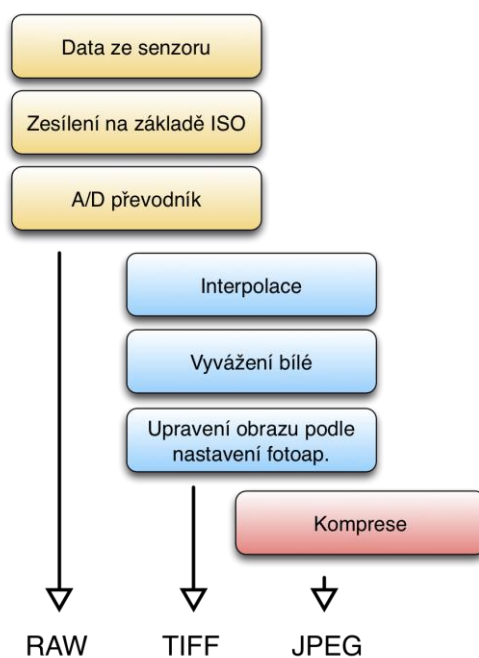 Data ze senzoru
Zesílení na základě ISO
A/D převodník
Interpolace
Vyvážení bílé
Upravení obrazu podle
nastavení fotoap.
Komprese
RAW TIFF JPEG